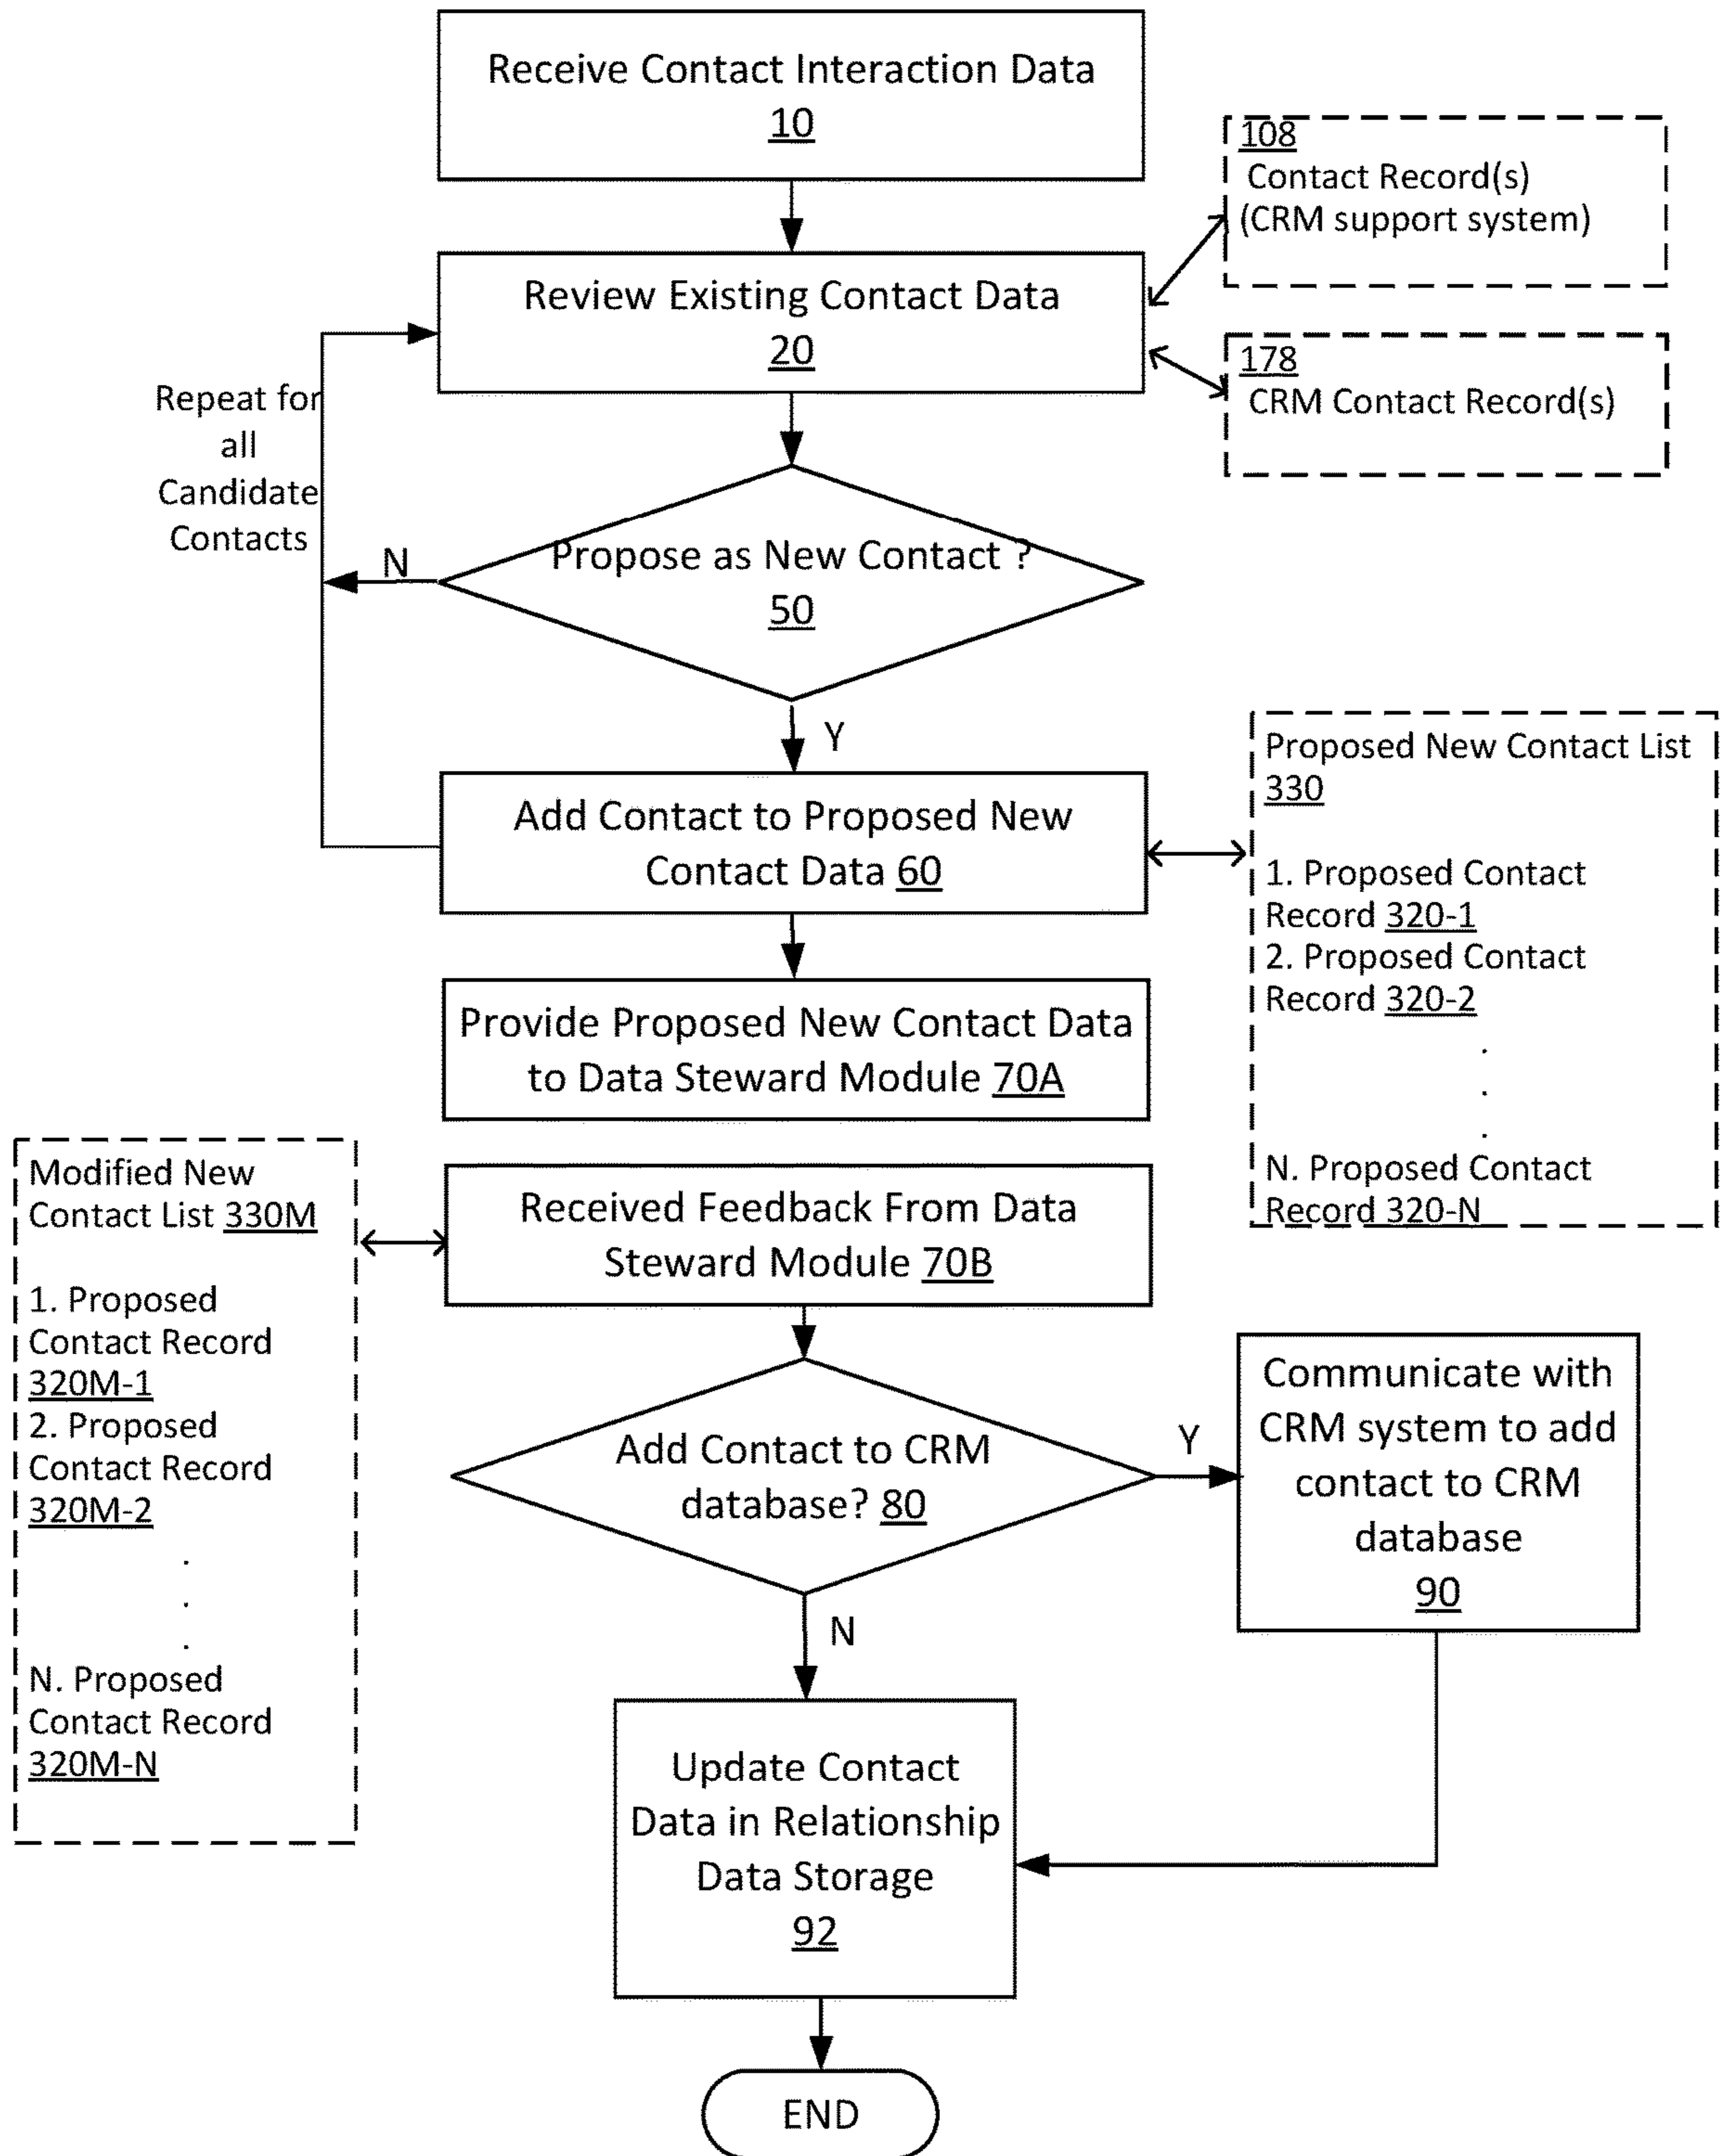 Receive Contact Interaction Data
10
108
Contact Record(s)
(CRM support system)
Review Existing Contact Data
20
178
CRM Contact Record(s)
Repeat for
all
Candidate
Contacts
N
Propose as New Contact ?
50
Y
Add Contact to Proposed New
Contact Data 60
Proposed New Contact List
330
1. Proposed Contact
Record 320-1
2. Proposed Contact
Record 320-2
.
.
.
N. Proposed Contact
Record 320-N
Provide Proposed New Contact Data
to Data Steward Module 70A
Modified New
Contact List 330M
1. Proposed
Contact Record
320M-1
2. Proposed
Contact Record
320M-2
.
.
.
N. Proposed
Contact Record
320M-N
Received Feedback From Data
Steward Module 70B
Add Contact to CRM
database? 80
Y
Communicate with
CRM system to add
contact to CRM
database
90
N
Update Contact
Data in Relationship
Data Storage
92
END